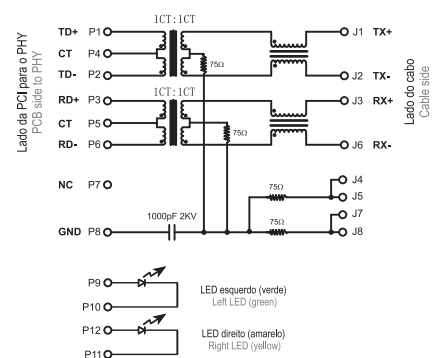 1CT:1CT
TD+ P1 J1 TX+
CT P4
75Ω
TD- P2 J2 TX-
1CT:1CT
RD+ P3 J3 RX+
CT P5
75Ω
RD- P6 J6 RX-
Lado da PCI para o PHY
PCB side to PHY
Lado do cabo
Cable side
NC P7
J4
75Ω
J5
1000pF 2KV
J7
75Ω
GND P8 J8
P9
LED esquerdo (verde)
Left LED (green)
P10
P12
LED direito (amarelo)
Right LED (yellow)
P11